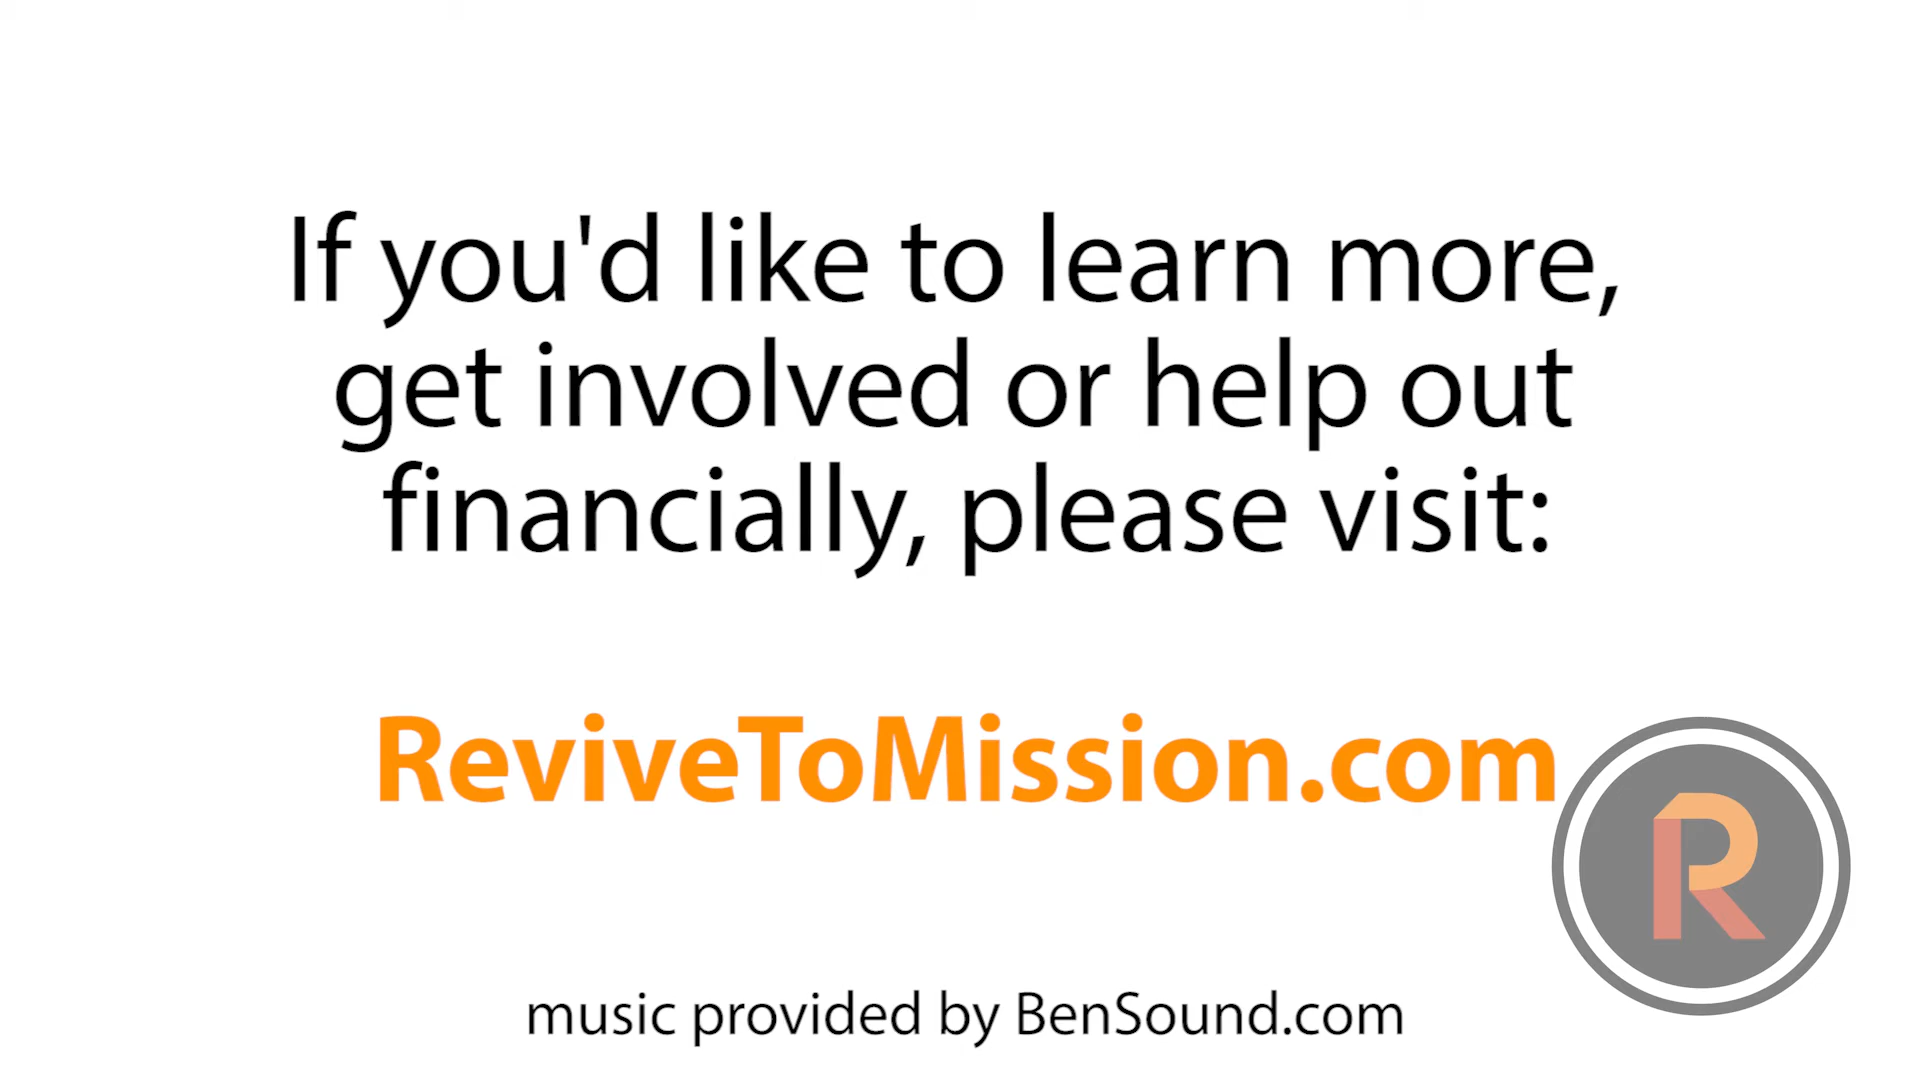 If you'd like to learn more,
get involved or help out
financially, please visit:
ReviveToMission.com
R
music provided by BenSound.com